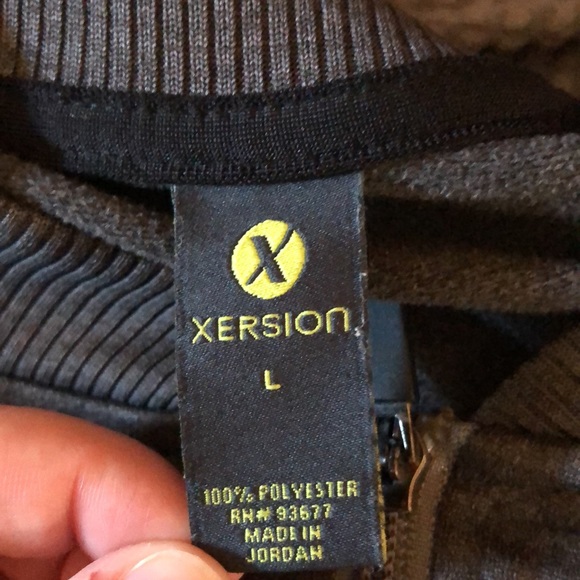 X
XERSION
L
100% POLYESTER
RN# 93677
MADE IN
JORDAN